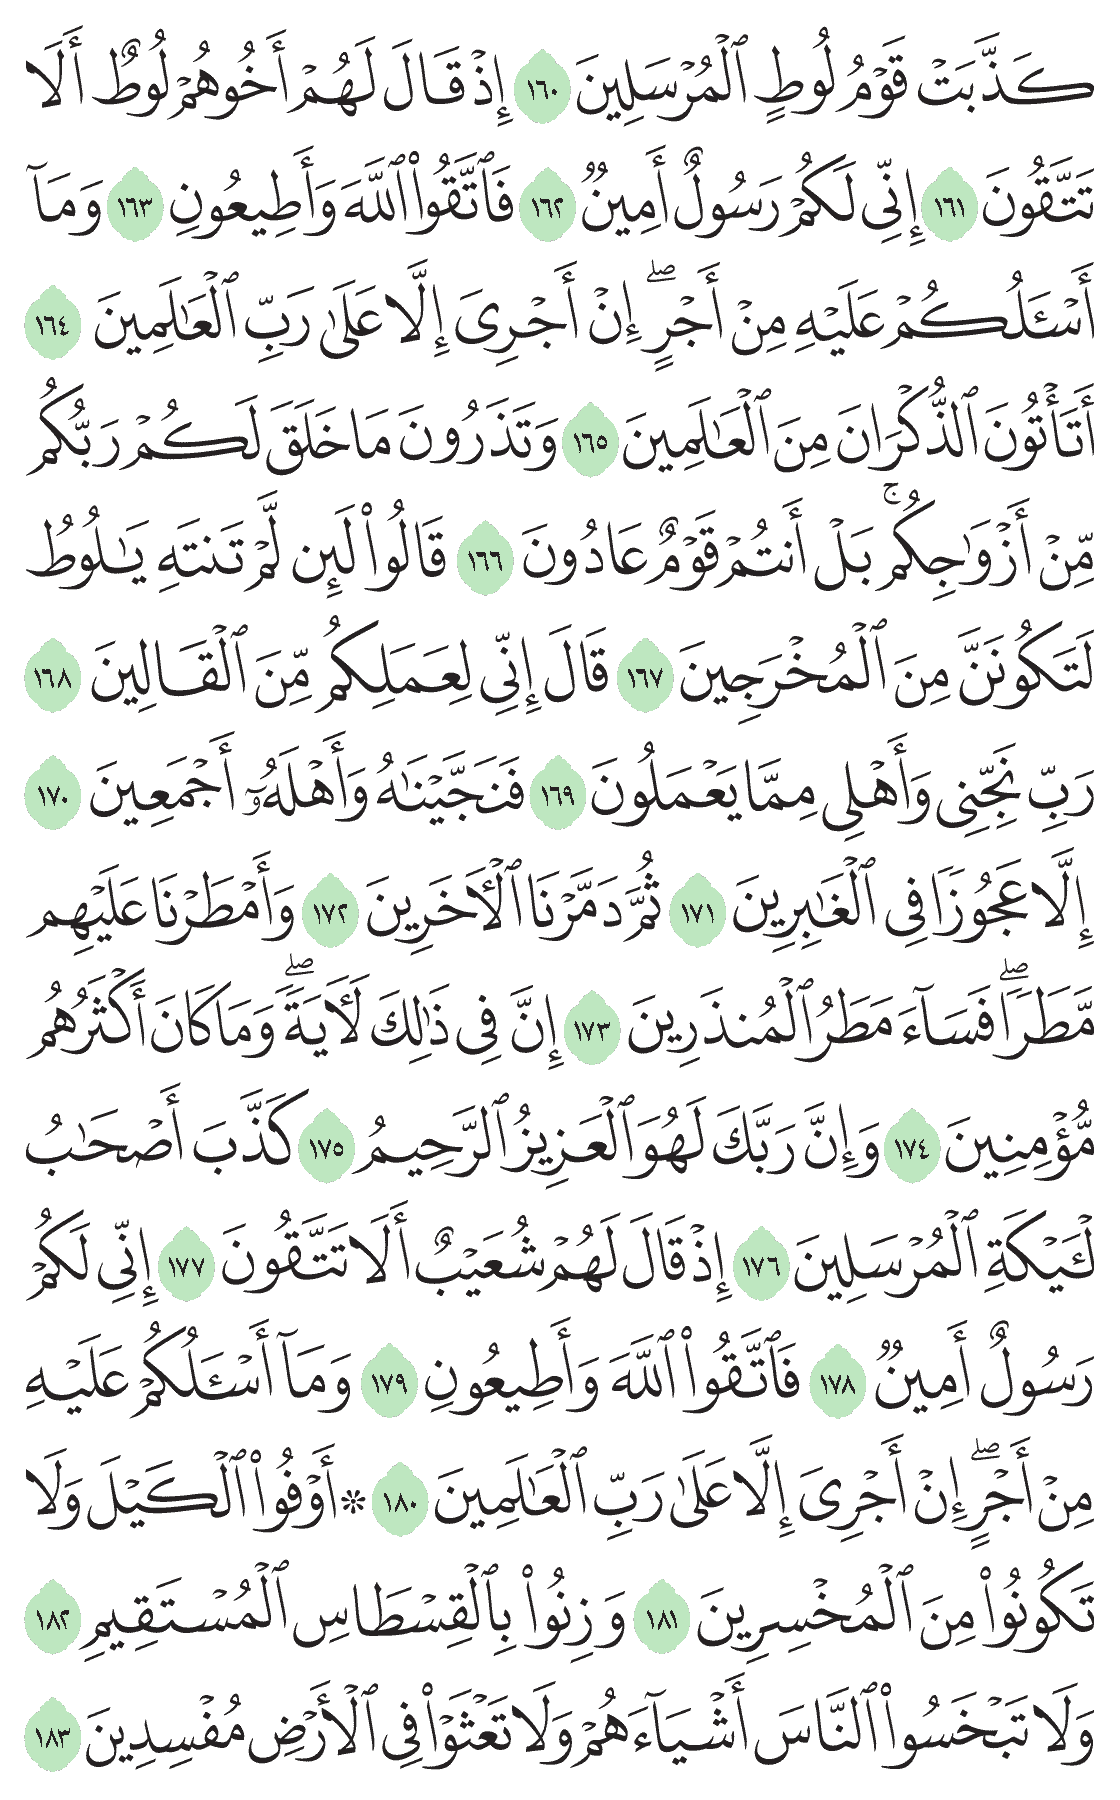 كَذَّبَتْ قَوْمُ لُوطٍ ٱلْمُرْسَلِينَ ١٦٠ إِذْ قَالَ لَهُمْ أَخُوهُمْ لُوطٌ أَلَا
تَتَّقُونَ ١٦١ إِنِّى لَكُمْ رَسُولٌ أَمِينٌ ١٦٢ فَٱتَّقُوا۟ ٱللَّهَ وَأَطِيعُونِ ١٦٣ وَمَآ
أَسْـَٔلُكُمْ عَلَيْهِ مِنْ أَجْرٍ ۖ إِنْ أَجْرِىَ إِلَّا عَلَىٰ رَبِّ ٱلْعَـٰلَمِينَ ١٦٤
أَتَأْتُونَ ٱلذُّكْرَانَ مِنَ ٱلْعَـٰلَمِينَ ١٦٥ وَتَذَرُونَ مَا خَلَقَ لَكُمْ رَبُّكُم
مِّنْ أَزْوَٰجِكُم ۚ بَلْ أَنتُمْ قَوْمٌ عَادُونَ ١٦٦ قَالُوا۟ لَئِن لَّمْ تَنتَهِ يَـٰلُوطُ
لَتَكُونَنَّ مِنَ ٱلْمُخْرَجِينَ ١٦٧ قَالَ إِنِّى لِعَمَلِكُم مِّنَ ٱلْقَالِينَ ١٦٨
رَبِّ نَجِّنِى وَأَهْلِى مِمَّا يَعْمَلُونَ ١٦٩ فَنَجَّيْنَـٰهُ وَأَهْلَهُۥٓ أَجْمَعِينَ ١٧٠
إِلَّا عَجُوزًا فِى ٱلْغَـٰبِرِينَ ١٧١ ثُمَّ دَمَّرْنَا ٱلْـَٔاخَرِينَ ١٧٢ وَأَمْطَرْنَا عَلَيْهِم
مَّطَرًا ۖ فَسَآءَ مَطَرُ ٱلْمُنذَرِينَ ١٧٣ إِنَّ فِى ذَٰلِكَ لَـَٔايَةً ۖ وَمَا كَانَ أَكْثَرُهُم
مُّؤْمِنِينَ ١٧٤ وَإِنَّ رَبَّكَ لَهُوَ ٱلْعَزِيزُ ٱلرَّحِيمُ ١٧٥ كَذَّبَ أَصْحَـٰبُ
لْـَٔيْكَةِ ٱلْمُرْسَلِينَ ١٧٦ إِذْ قَالَ لَهُمْ شُعَيْبٌ أَلَا تَتَّقُونَ ١٧٧ إِنِّى لَكُمْ
رَسُولٌ أَمِينٌ ١٧٨ فَٱتَّقُوا۟ ٱللَّهَ وَأَطِيعُونِ ١٧٩ وَمَآ أَسْـَٔلُكُمْ عَلَيْهِ
مِنْ أَجْرٍ ۖ إِنْ أَجْرِىَ إِلَّا عَلَىٰ رَبِّ ٱلْعَـٰلَمِينَ ١٨٠ ۞ أَوْفُوا۟ ٱلْكَيْلَ وَلَا
تَكُونُوا۟ مِنَ ٱلْمُخْسِرِينَ ١٨١ وَزِنُوا۟ بِٱلْقِسْطَاسِ ٱلْمُسْتَقِيمِ ١٨٢
وَلَا تَبْخَسُوا۟ ٱلنَّاسَ أَشْيَآءَهُمْ وَلَا تَعْثَوْا۟ فِى ٱلْأَرْضِ مُفْسِدِينَ ١٨٣